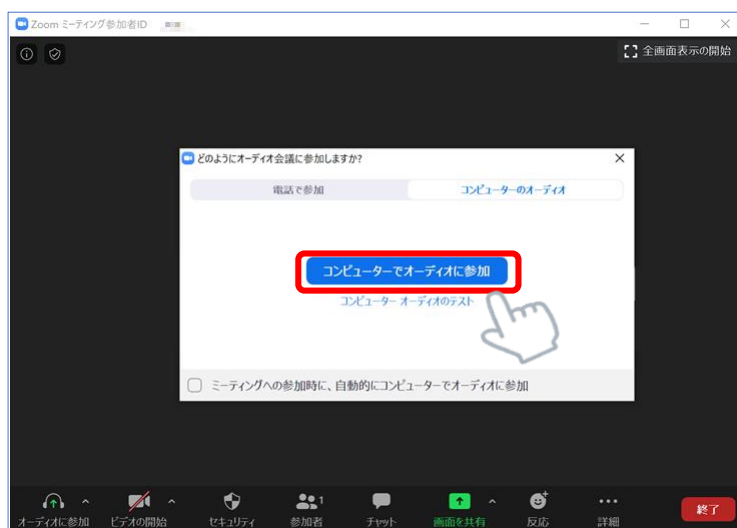 Zoom ミーティング参加者ID
全画面表示の開始
どのようにオーディオ会議に参加しますか?
電話で参加 コンピューターのオーディオ
コンピューターでオーディオに参加
コンピューター オーディオのテスト
ミーティングへの参加時に、自動的にコンピューターでオーディオに参加
1
オーディオに参加 ビデオの開始 セキュリティ 参加者 チャット 画面を共有 反応 詳細 終了